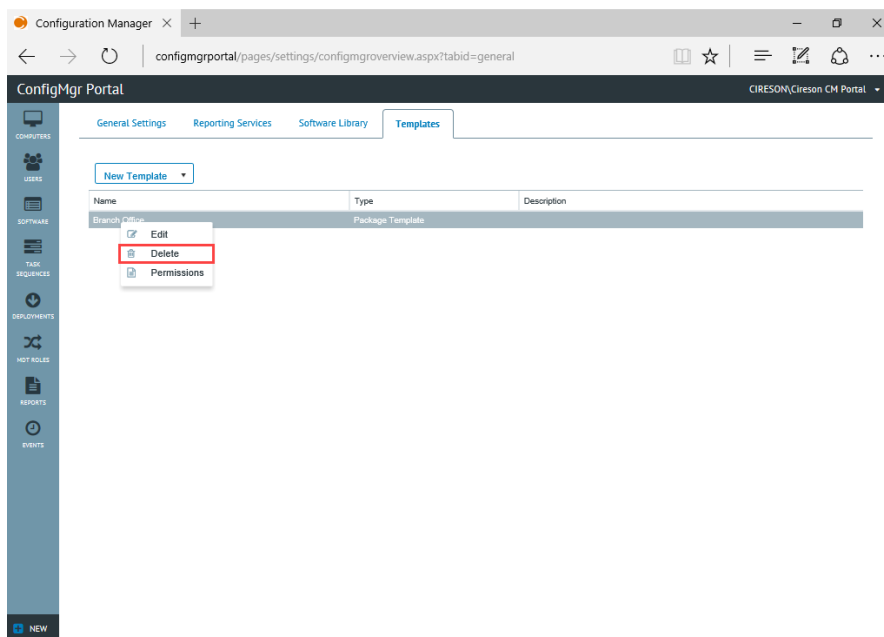 Configuration Manager
configmgrportal/pages/settings/configmgroverview.aspx?tabid=general
ConfigMgr Portal
CIRESON\Cireson CM Portal
COMPUTERS
USERS
SOFTWARE
TASK
SEQUENCES
DEPLOYMENTS
MDT ROLES
REPORTS
EVENTS
NEW
General Settings Reporting Services Software Library Templates
New Template
Name Type Description
Branch Office Package Template
Edit
Delete
Permissions